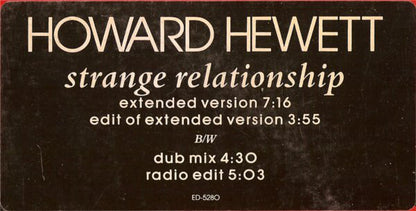 HOWARD HEWETT
strange relationship
extended version 7:16
edit of extended version 3:55
B/W
dub mix 4:30
radio edit 5:03
ED-5280